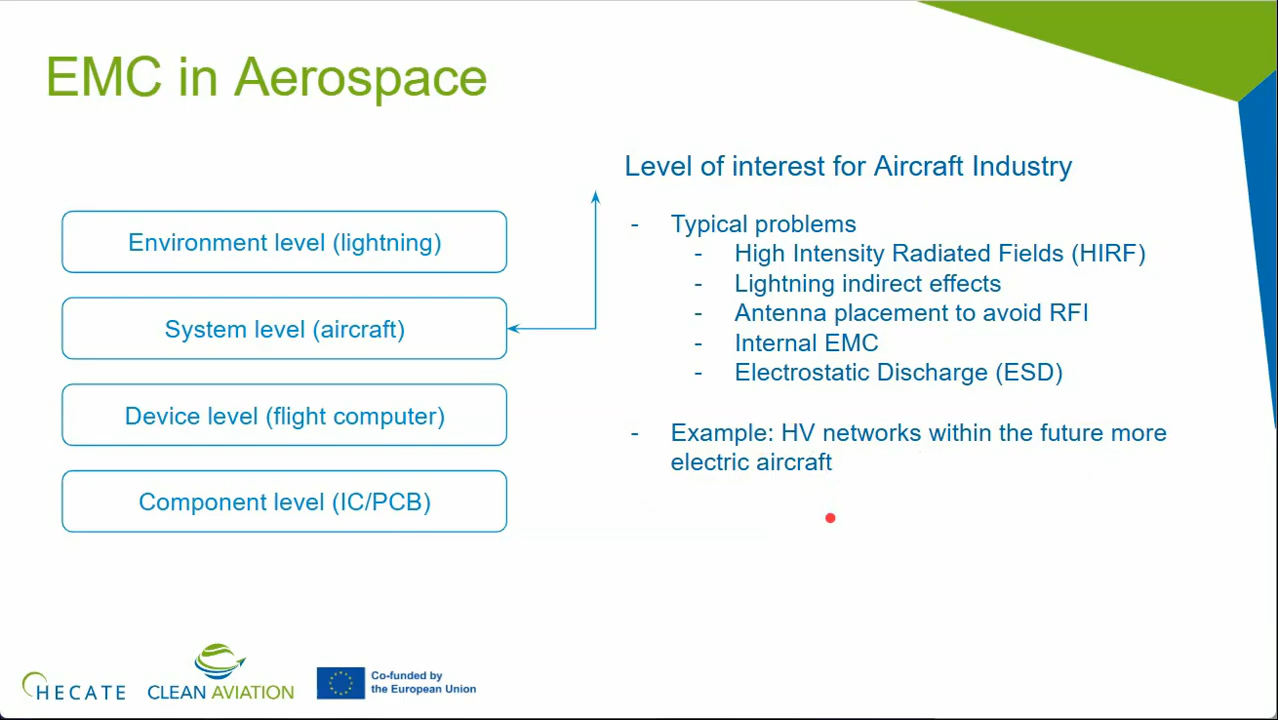 EMC in Aerospace
Environment level (lightning)
System level (aircraft)
Device level (flight computer)
Component level (IC/PCB)
Level of interest for Aircraft Industry
- Typical problems
- High Intensity Radiated Fields (HIRF)
- Lightning indirect effects
- Antenna placement to avoid RFI
- Internal EMC
- Electrostatic Discharge (ESD)
- Example: HV networks within the future more
electric aircraft
HECATE
CLEAN AVIATION
Co-funded by
the European Union